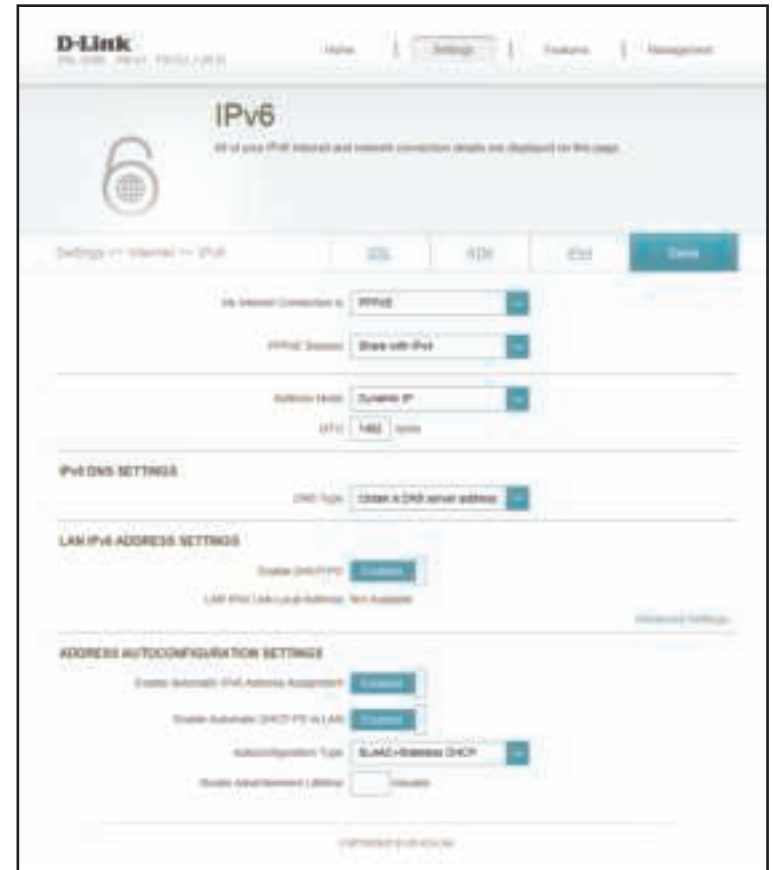 D-Link
Home | Settings | Features | Management
IPv6
All of your IPv6 Internet and network connection details are displayed on this page.
Settings >> Internet >> IPv6
My Internet Connection is PPPoE
PPPoE Session Share with IPv4
Address Mode Dynamic IP
MTU 1492 bytes
IPv6 DNS SETTINGS
DNS Type Obtain a DNS server address
LAN IPv6 ADDRESS SETTINGS
Enable DHCP-PD Enabled
LAN IPv6 Link-Local Address Not Available
Advanced Settings
ADDRESS AUTOCONFIGURATION SETTINGS
Enable Automatic IPv6 Address Assignment Enabled
Enable Automatic DHCP-PD in LAN Enabled
Autoconfiguration Type SLAAC+Stateless DHCP
Router Advertisement Lifetime minutes